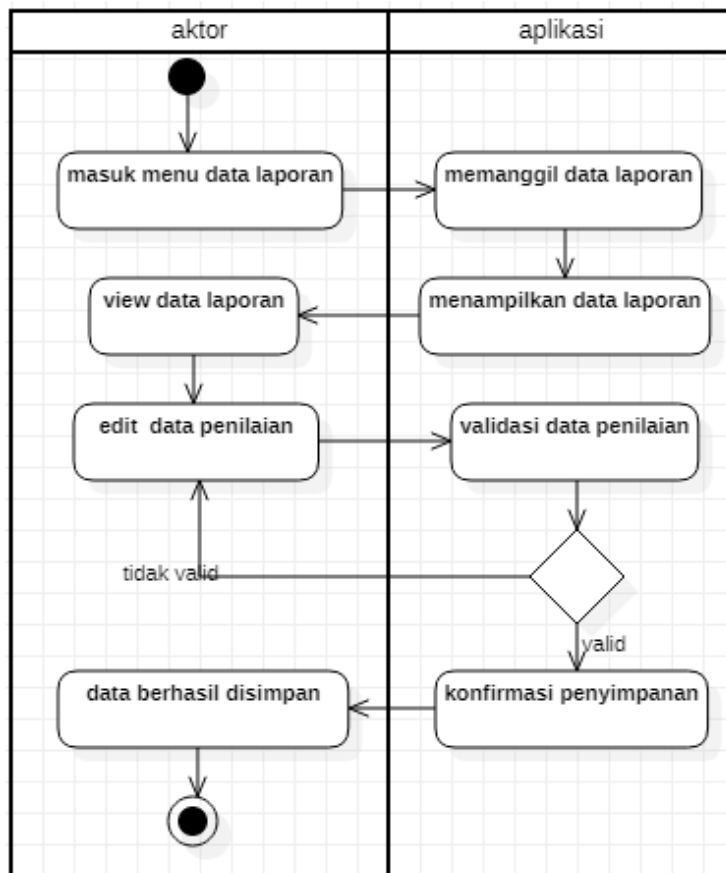 aktor
aplikasi
masuk menu data laporan
memanggil data laporan
view data laporan
menampilkan data laporan
edit data penilaian
validasi data penilaian
tidak valid
valid
data berhasil disimpan
konfirmasi penyimpanan